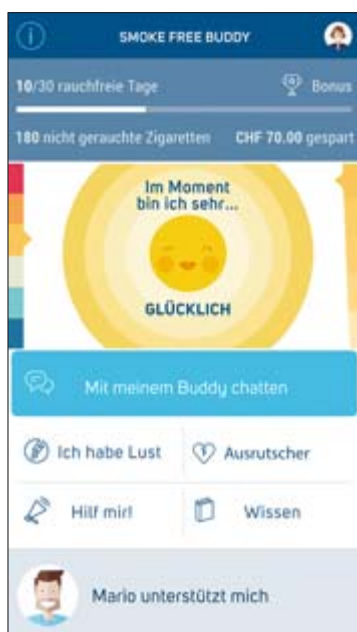 SMOKE FREE BUDDY
10/30 rauchfreie Tage
Bonus
180 nicht gerauchte Zigaretten
CHF 70.00 gespart
Im Moment
bin ich sehr...
GLÜCKLICH
Mit meinem Buddy chatten
Ich habe Lust
Ausrutscher
Hilf mir!
Wissen
Mario unterstützt mich